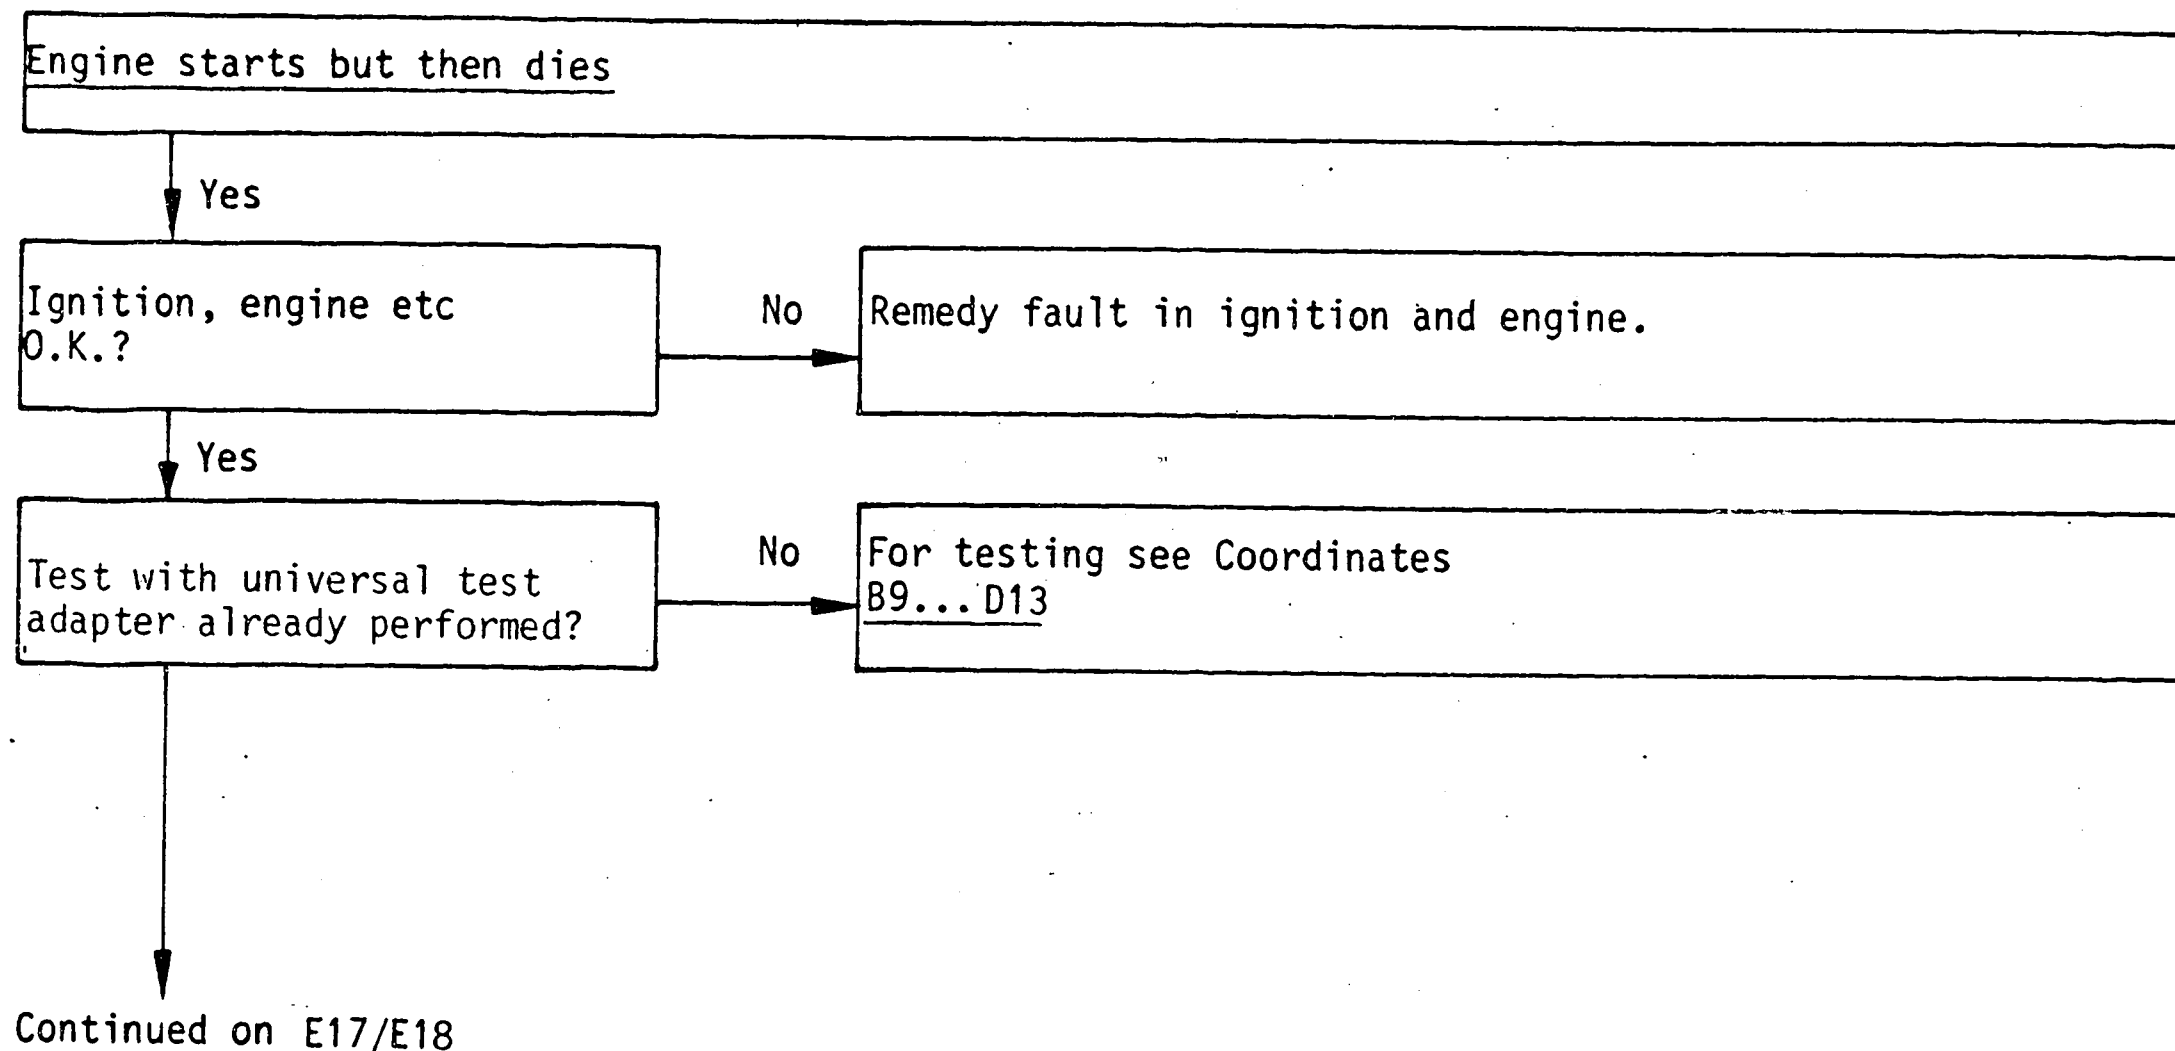 Engine starts but then dies
Yes
Ignition, engine etc
O.K.?
No
Remedy fault in ignition and engine.
Yes
Test with universal test
adapter already performed?
No
For testing see Coordinates
B9...D13
Continued on E17/E18